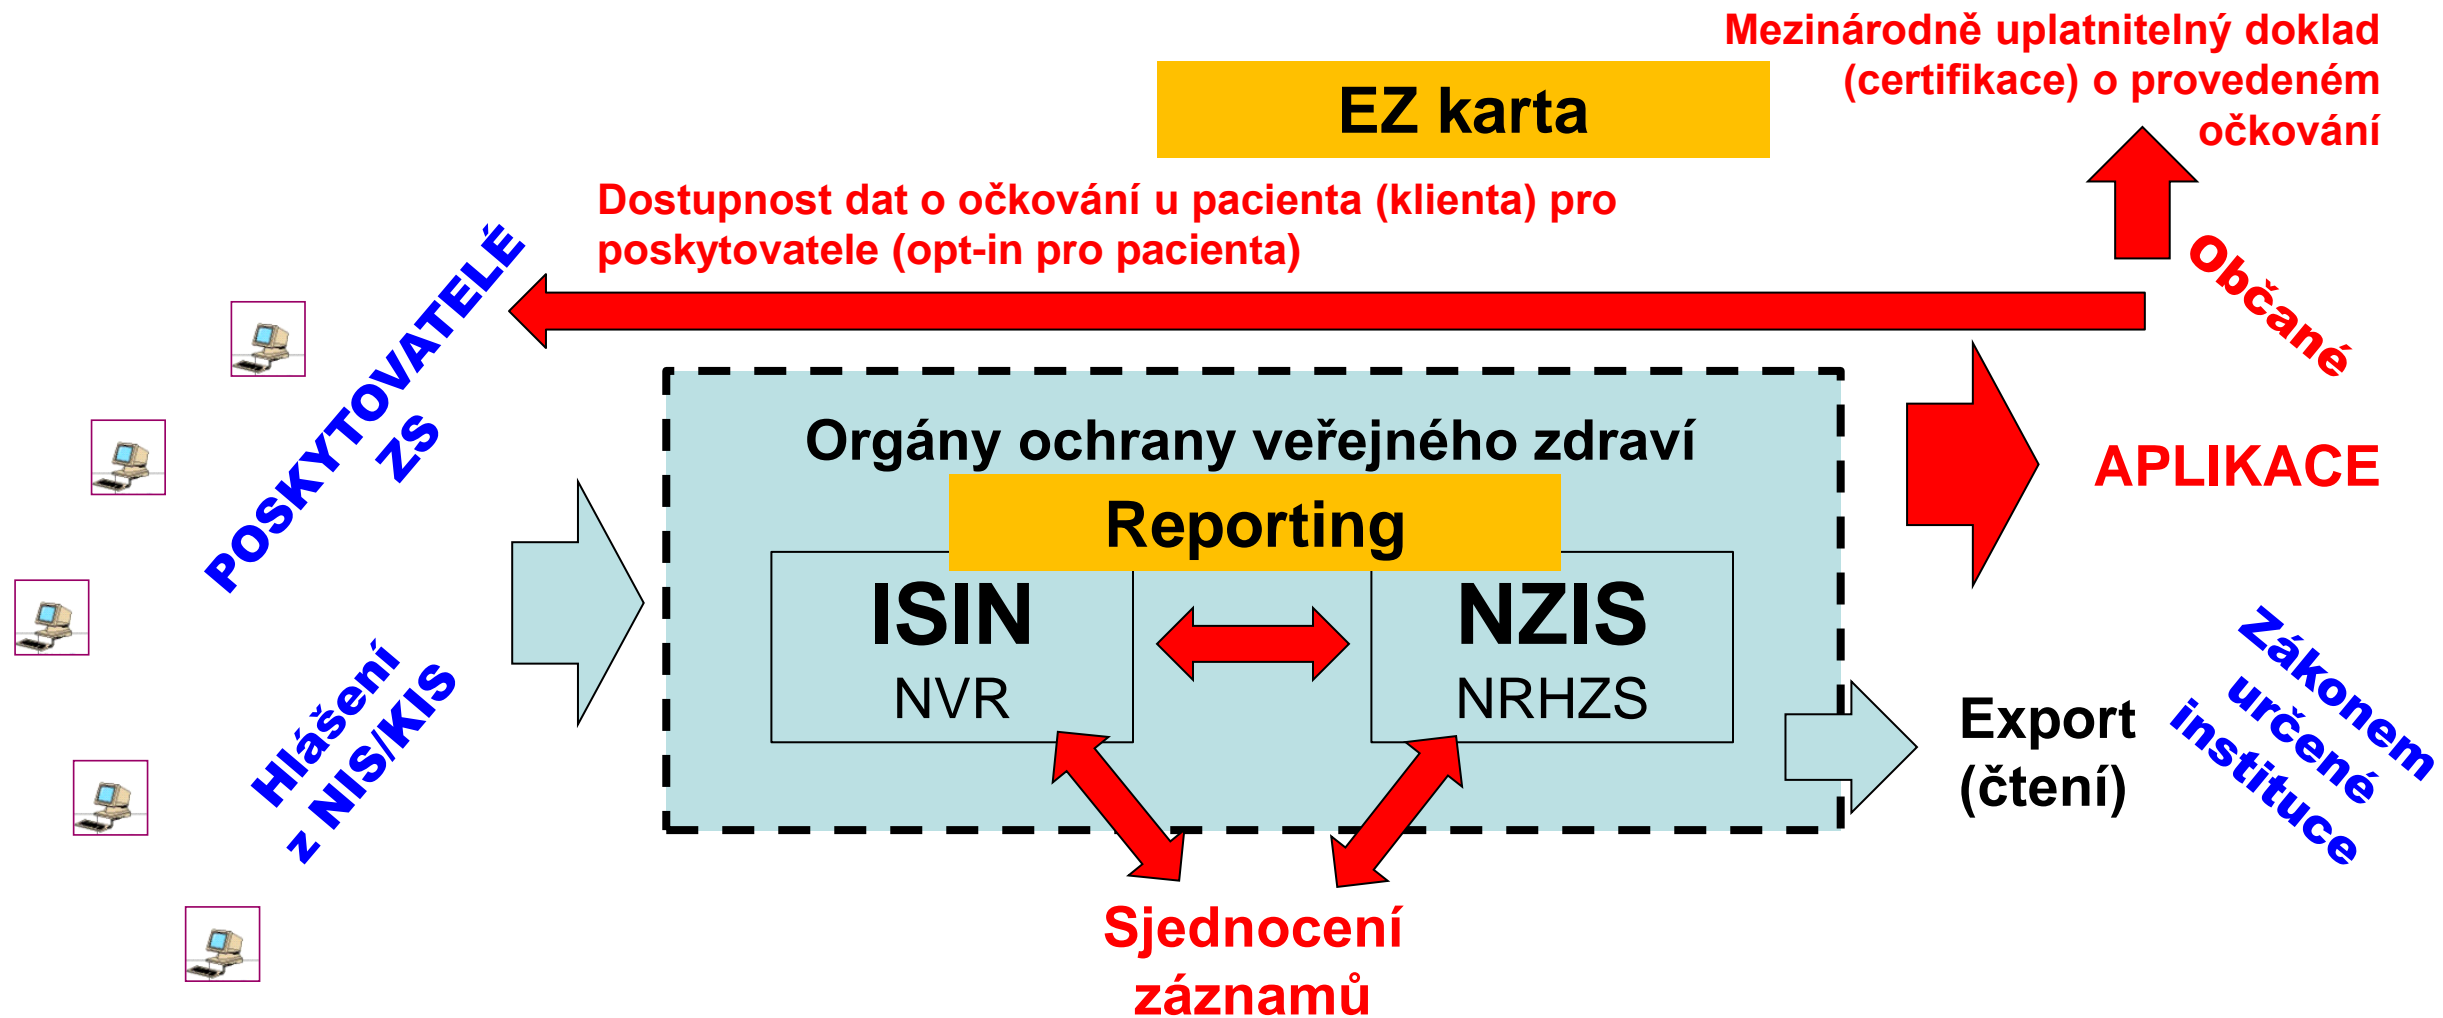 Mezinárodně uplatnitelný doklad
(certifikace) o provedeném
očkování
EZ karta
Dostupnost dat o očkování u pacienta (klienta) pro
poskytovatele (opt-in pro pacienta)
POSKYTOVATELÉ
ZS
Občané
Orgány ochrany veřejného zdraví
APLIKACE
Reporting
ISIN
NVR
NZIS
NRHZS
Hlášení
z NIS/KIS
Export
(čtení)
Zákonem
určené
instituce
Sjednocení
záznamů